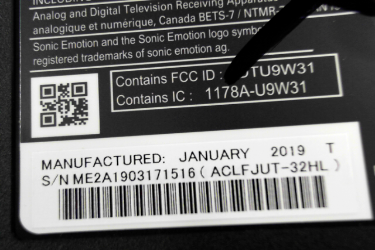 Analog and Digital Television Receiving Apparatus
analogique et numérique, Canada BETS-7 / NTMR-
Sonic Emotion and the Sonic Emotion logo
registered trademarks of sonic emotion ag.
Contains FCC ID :
Contains IC : 1178A-U9W31
MANUFACTURED: JANUARY 2019 T
S/N ME2A1903171516 ( ACLFJUT-32HL )